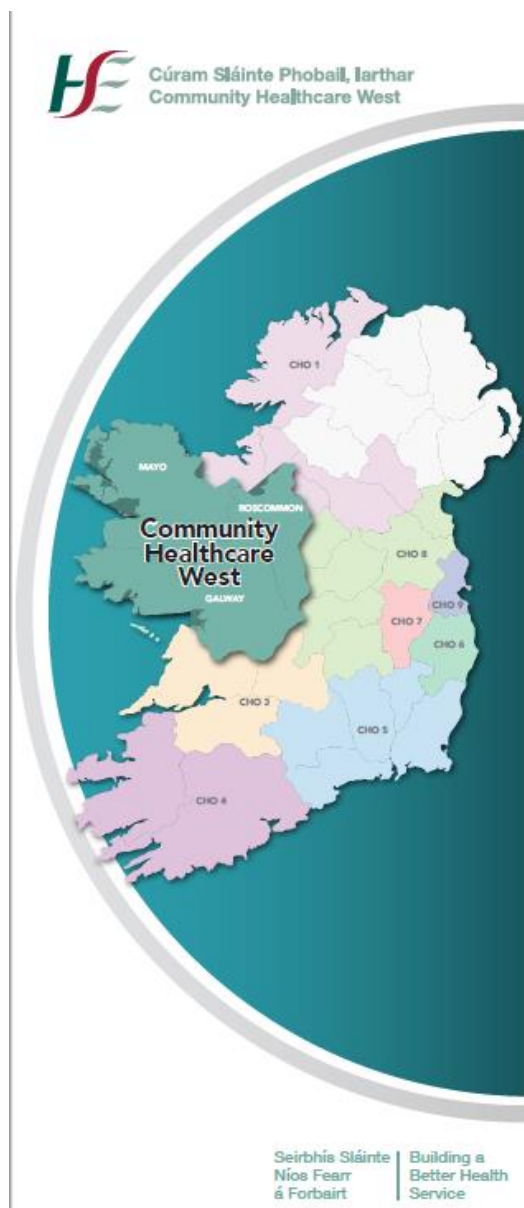 HSE
Cúram Sláinte Phobail, Iarthar
Community Healthcare West
CHO 1
MAYO
ROSCOMMON
Community
Healthcare
West
GALWAY
CHO 8
CHO 9
CHO 7
CHO 6
CHO 3
CHO 5
CHO 4
Seirbhís Sláinte
Níos Fearr
á Forbairt
Building a
Better Health
Service